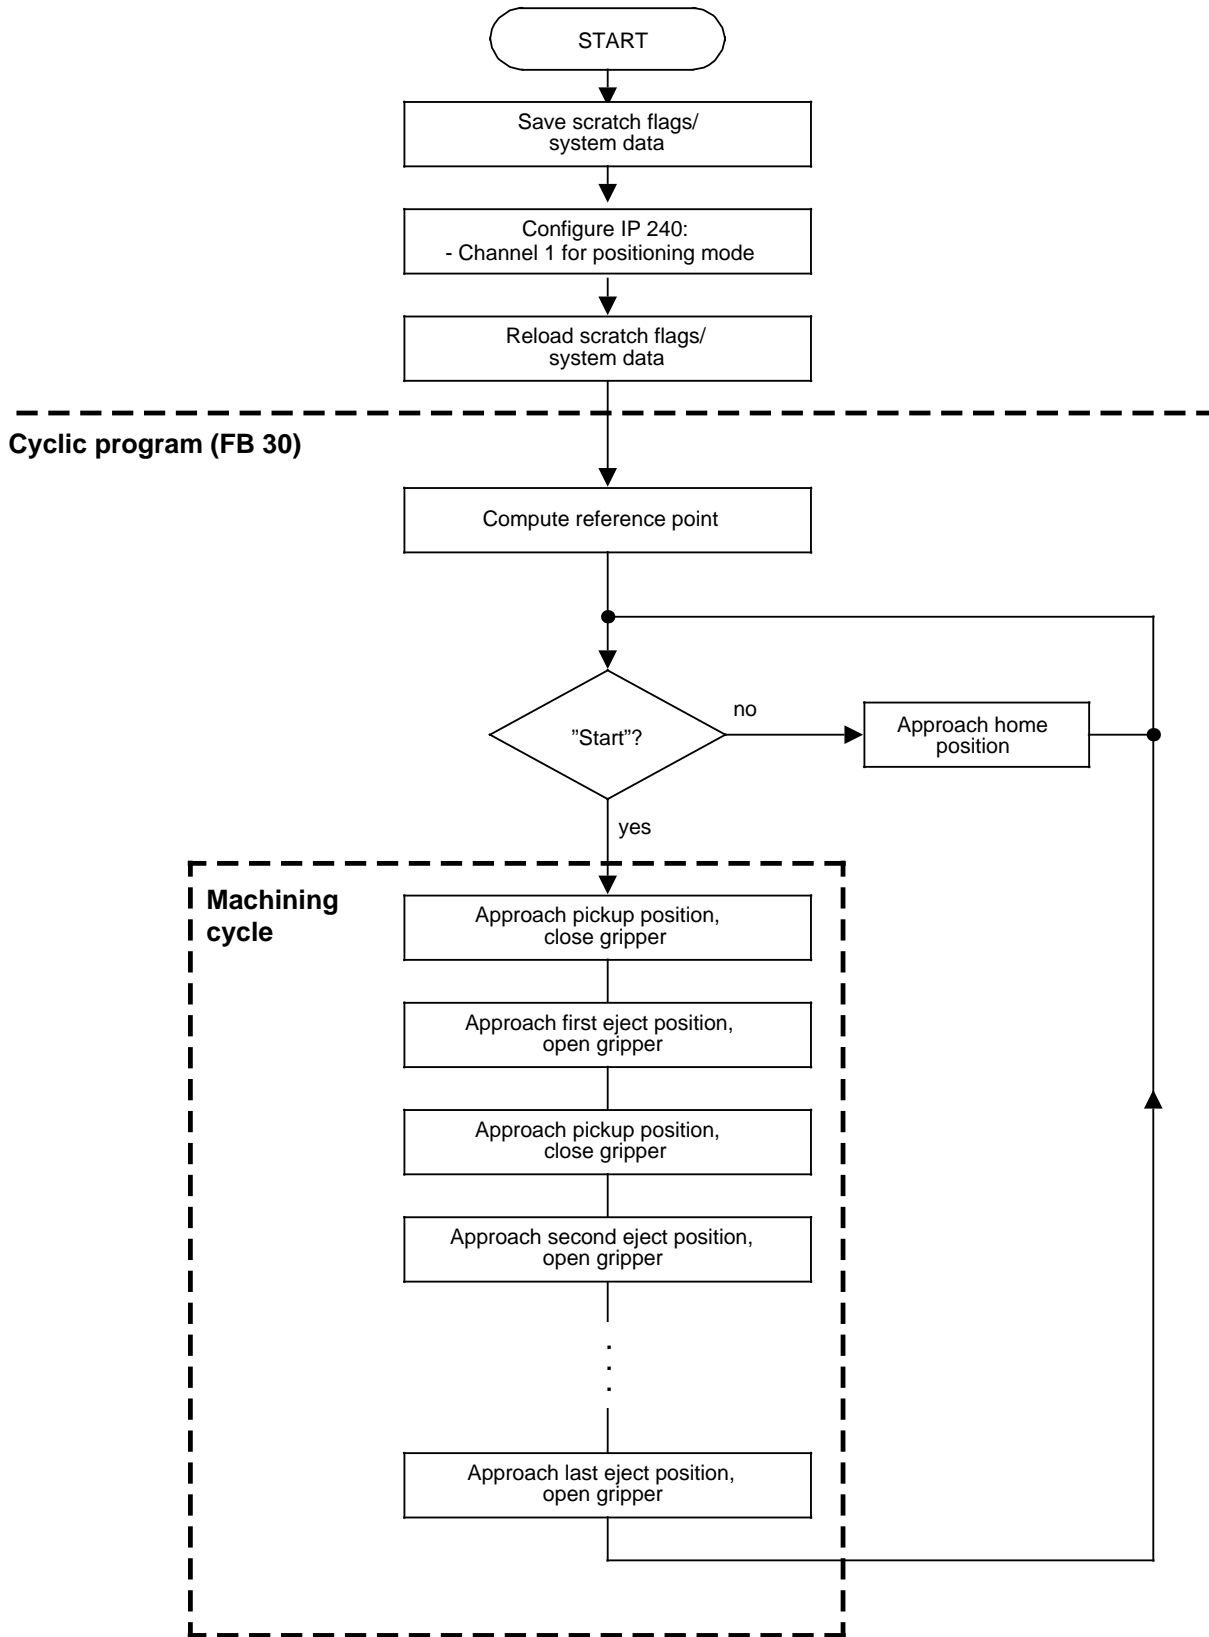 START
Save scratch flags/
system data
Configure IP 240:
- Channel 1 for positioning mode
Reload scratch flags/
system data
Cyclic program (FB 30)
Compute reference point
”Start”?
no
Approach home
position
yes
Machining
cycle
Approach pickup position,
close gripper
Approach first eject position,
open gripper
Approach pickup position,
close gripper
Approach second eject position,
open gripper
.
.
.
Approach last eject position,
open gripper